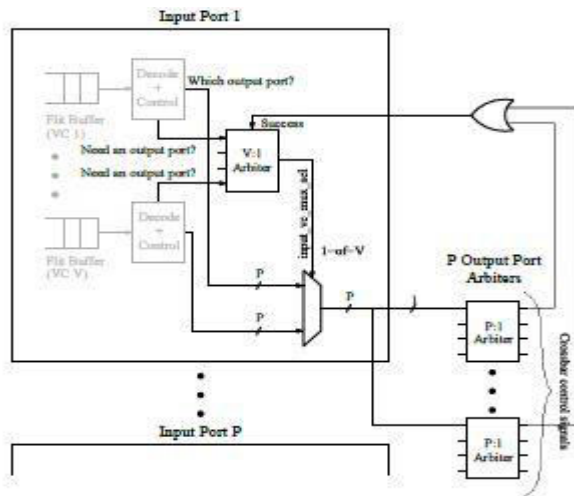 Input Port 1
Decode
+
Control
Which output port?
Flit Buffer
(VC 1)
Success
Need an output port?
Need an output port?
V:1
Arbiter
Decode
+
Control
Flit Buffer
(VC V)
input_vc_mux_sel
1-of-V
P
P
P
P Output Port
Arbiters
P:1
Arbiter
P:1
Arbiter
Crossbar control signals
Input Port P